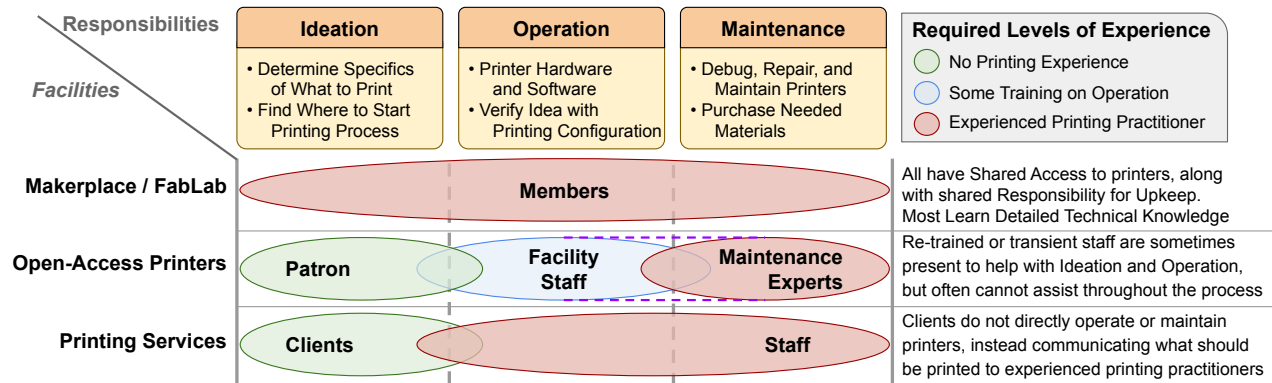 Responsibilities
Facilities
Ideation
• Determine Specifics
of What to Print
• Find Where to Start
Printing Process
Operation
• Printer Hardware
and Software
• Verify Idea with
Printing Configuration
Maintenance
• Debug, Repair, and
Maintain Printers
• Purchase Needed
Materials
Required Levels of Experience
No Printing Experience
Some Training on Operation
Experienced Printing Practitioner
Makerplace / FabLab
Members
All have Shared Access to printers, along
with shared Responsibility for Upkeep.
Most Learn Detailed Technical Knowledge
Open-Access Printers
Patron
Facility
Staff
Maintenance
Experts
Re-trained or transient staff are sometimes
present to help with Ideation and Operation,
but often cannot assist throughout the process
Printing Services
Clients
Staff
Clients do not directly operate or maintain
printers, instead communicating what should
be printed to experienced printing practitioners